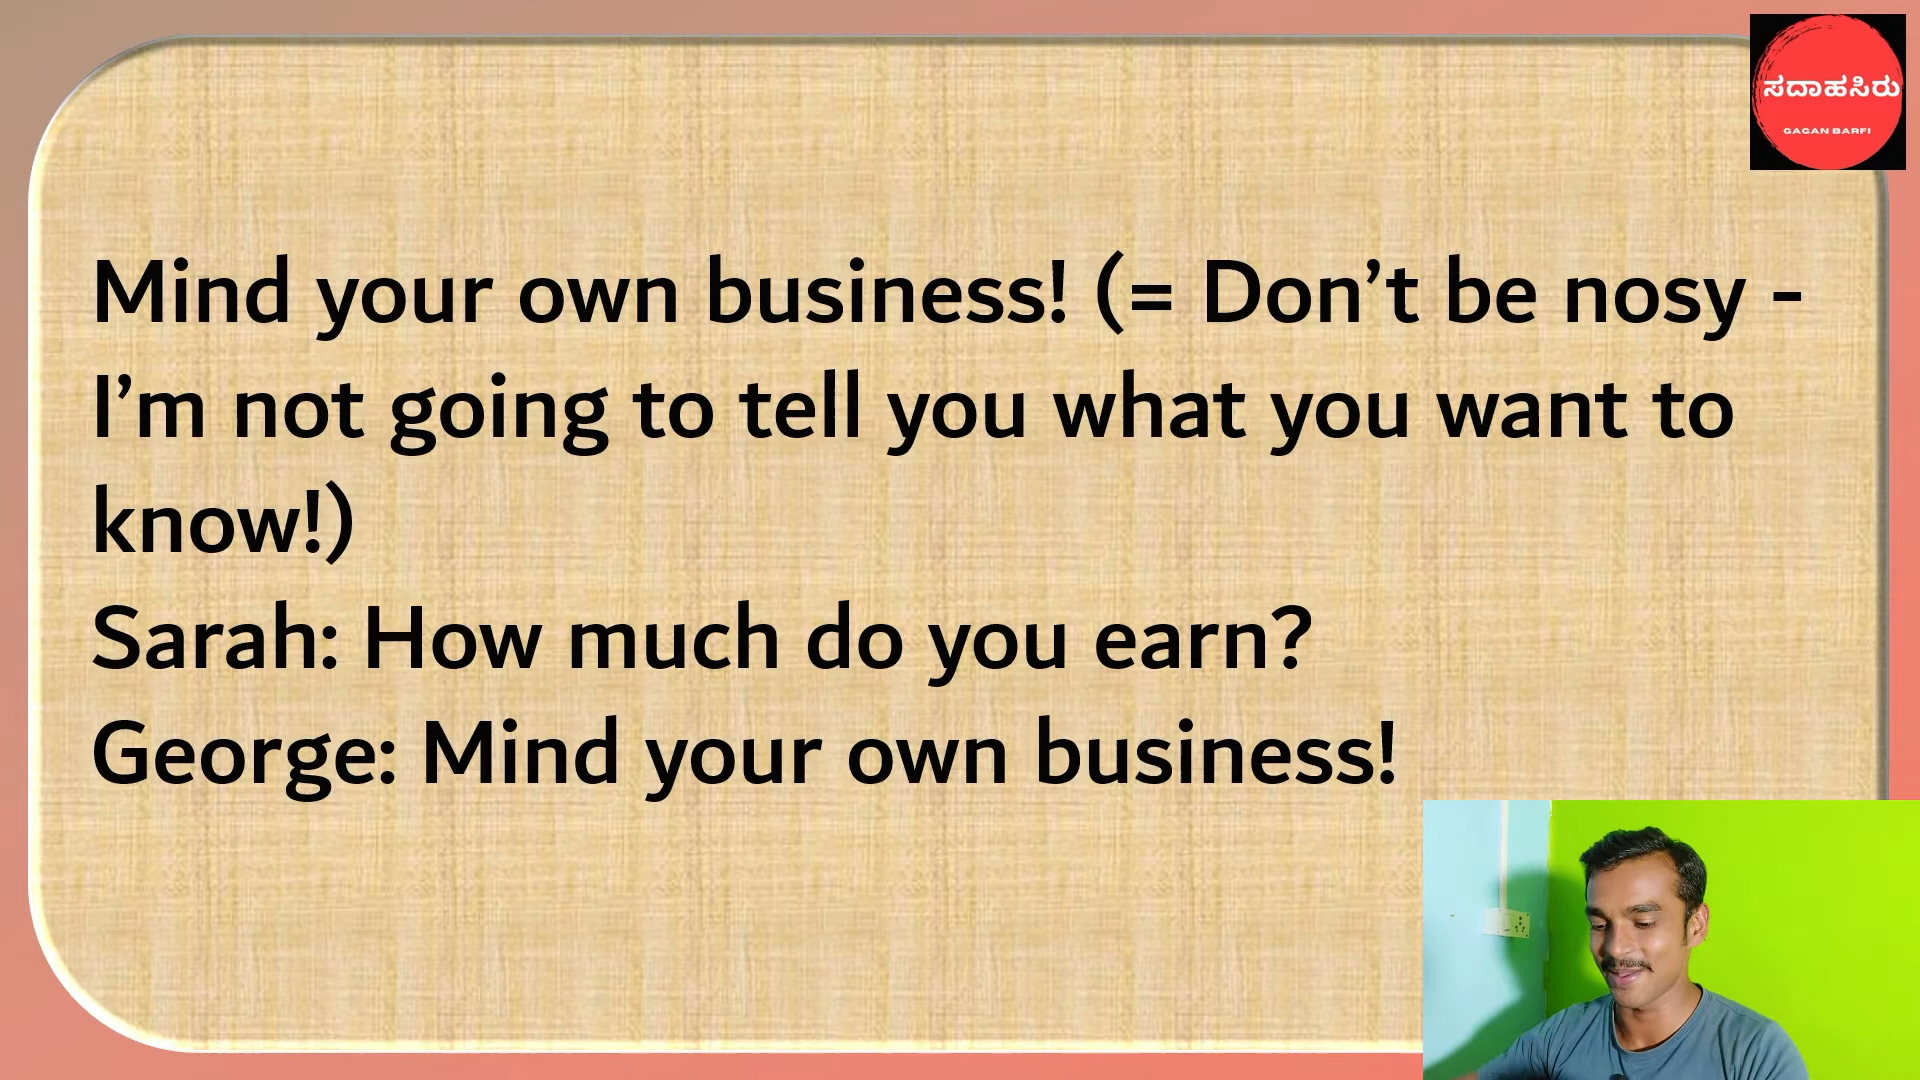 ಸದಾಹಸಿರು
GAGAN BARFI
Mind your own business! (= Don’t be nosy -
I’m not going to tell you what you want to
know!)
Sarah: How much do you earn?
George: Mind your own business!